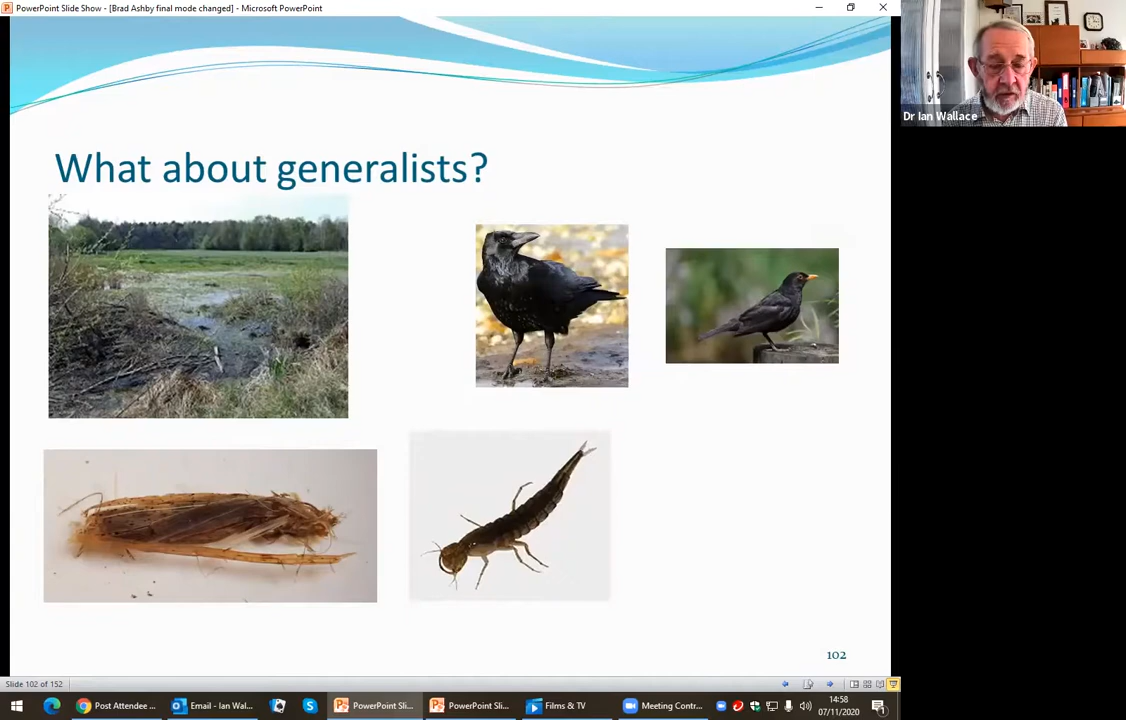 PowerPoint Slide Show - [Brad Ashby final mode changed] - Microsoft PowerPoint
Dr Ian Wallace
What about generalists?
102
Slide 102 of 152
Post Attendee ...
Email - Ian Wal...
PowerPoint Sli...
PowerPoint Sli...
Films & TV
Meeting Contr...
14:58
07/11/2020